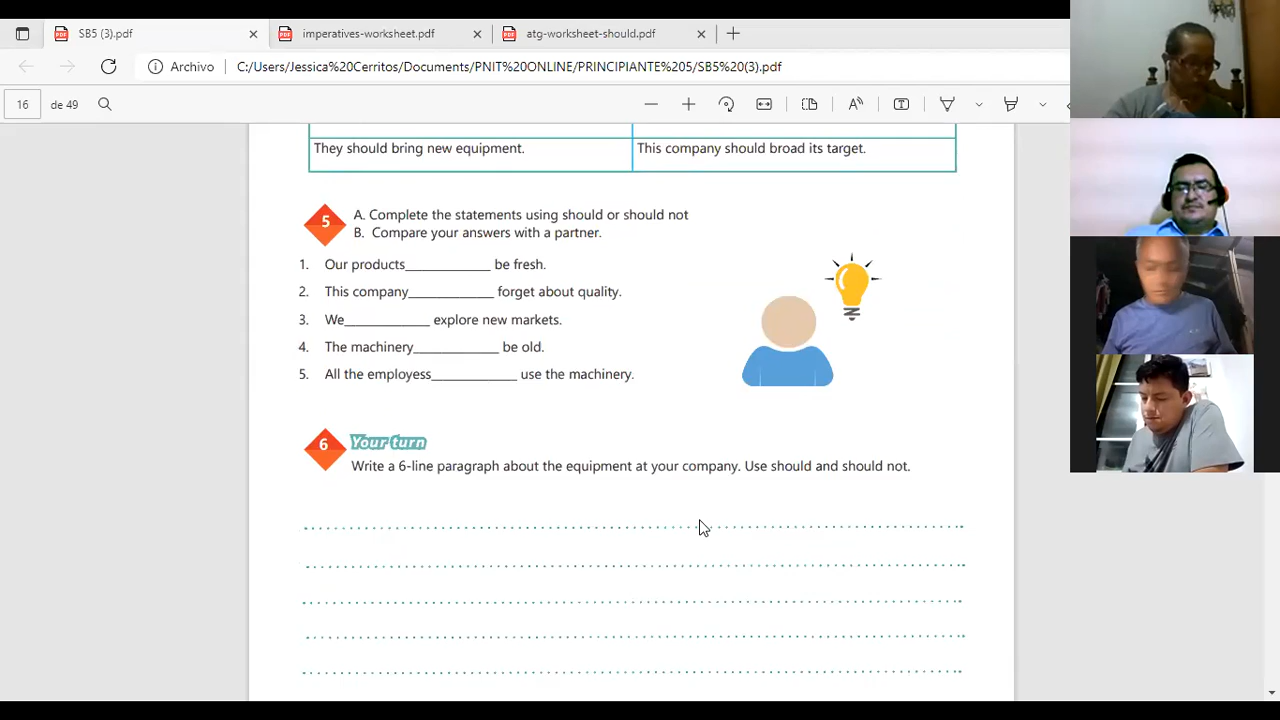 SB5 (3).pdf
imperatives-worksheet.pdf
atg-worksheet-should.pdf
Archivo
C:/Users/Jessica%20Cerritos/Documents/PNIT%20ONLINE/PRINCIPIANTE%205/SB5%20(3).pdf
16 de 49
They should bring new equipment.
This company should broad its target.
5
A. Complete the statements using should or should not
B. Compare your answers with a partner.
1. Our products____________ be fresh.
2. This company____________ forget about quality.
3. We____________ explore new markets.
4. The machinery____________ be old.
5. All the employess____________ use the machinery.
6
Your turn
Write a 6-line paragraph about the equipment at your company. Use should and should not.